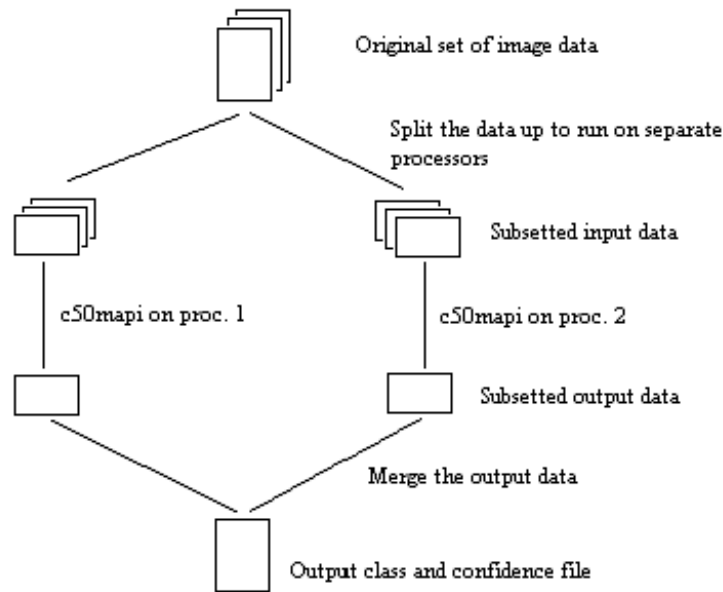 Original set of image data
Split the data up to run on separate
processors
Subsetted input data
c50mapi on proc. 1
c50mapi on proc. 2
Subsetted output data
Merge the output data
Output class and confidence file